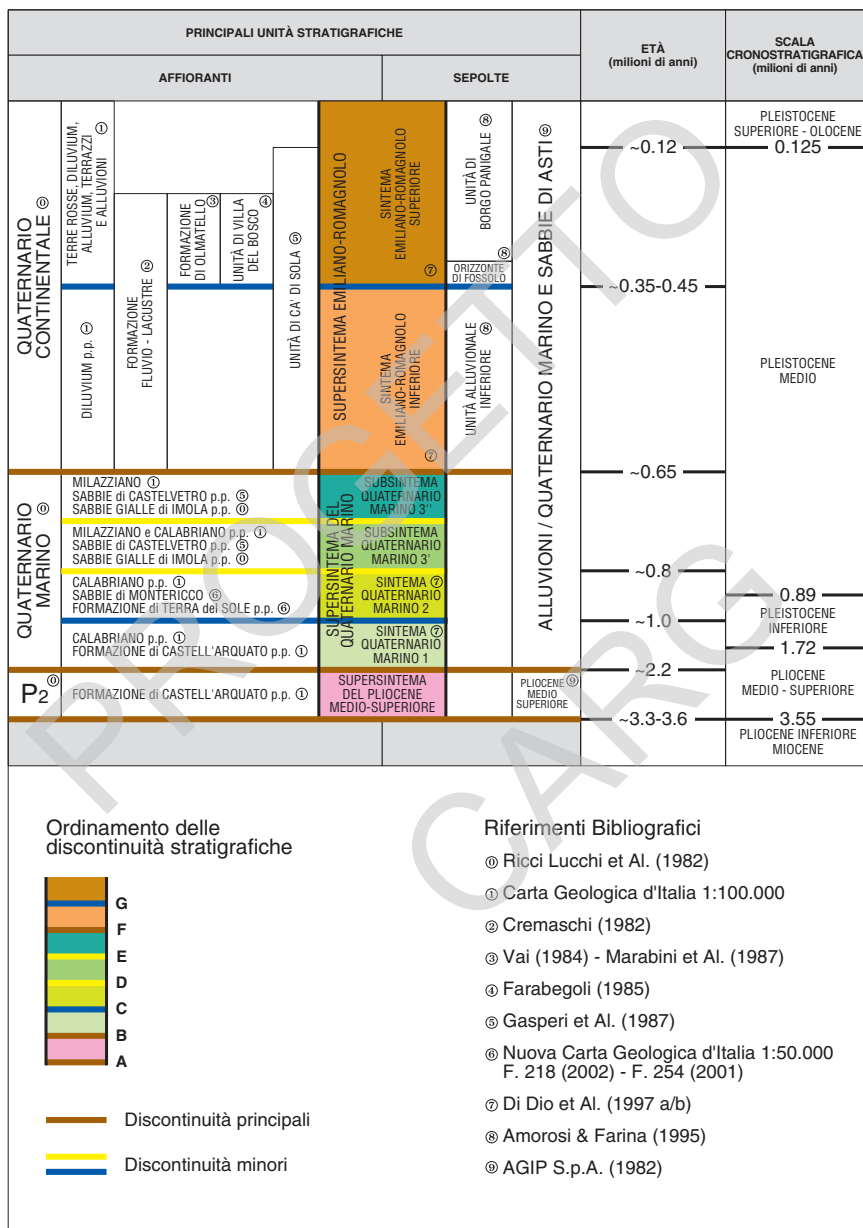 PRINCIPALI UNITÀ STRATIGRAFICHE
AFFIORANTI
SEPOLTE
ETÀ
(milioni di anni)
SCALA
CRONOSTRATIGRAFICA
(milioni di anni)
QUATERNARIO
CONTINENTALE ⓪
TERRE ROSSE, DILUVIUM,
ALLUVIUM, TERRAZZI
E ALLUVIONI ①
DILUVIUM p.p. ①
FORMAZIONE
FLUVIO - LACUSTRE ②
FORMAZIONE
DI OLMATELLO ③
UNITÀ DI VILLA
DEL BOSCO ④
UNITÀ DI CA' DI SOLA ⑤
SUPERSINTEMA EMILIANO-ROMAGNOLO
SINTEMA
EMILIANO-ROMAGNOLO
SUPERIORE
⑦
SINTEMA
EMILIANO-ROMAGNOLO
INFERIORE
⑦
UNITÀ DI
BORGO PANIGALE ⑧
⑧
ORIZZONTE
DI FOSSOLO
UNITÀ ALLUVIONALE
INFERIORE ⑧
ALLUVIONI / QUATERNARIO MARINO E SABBIE DI ASTI ⑨
QUATERNARIO
MARINO ⓪
MILAZZIANO ①
SABBIE di CASTELVETRO p.p. ⑤
SABBIE GIALLE di IMOLA p.p. ⓪
MILAZZIANO e CALABRIANO p.p. ①
SABBIE di CASTELVETRO p.p. ⑤
SABBIE GIALLE di IMOLA p.p. ⓪
CALABRIANO p.p. ①
SABBIE di MONTERICCO ⑥
FORMAZIONE di TERRA del SOLE p.p. ⑥
CALABRIANO p.p. ①
FORMAZIONE di CASTELL'ARQUATO p.p. ①
SUPERSINTEMA DEL
QUATERNARIO MARINO
SUBSINTEMA
QUATERNARIO
MARINO 3''
SUBSINTEMA
QUATERNARIO
MARINO 3'
SINTEMA ⑦
QUATERNARIO
MARINO 2
SINTEMA ⑦
QUATERNARIO
MARINO 1
P2 ⓪
FORMAZIONE di CASTELL'ARQUATO p.p. ①
SUPERSINTEMA
DEL PLIOCENE
MEDIO-SUPERIORE
PLIOCENE ⑨
MEDIO
SUPERIORE
~0.12
~0.35-0.45
~0.65
~0.8
~1.0
~2.2
~3.3-3.6
PLEISTOCENE
SUPERIORE - OLOCENE
0.125
PLEISTOCENE
MEDIO
0.89
PLEISTOCENE
INFERIORE
1.72
PLIOCENE
MEDIO - SUPERIORE
3.55
PLIOCENE INFERIORE
MIOCENE
PROGETTO
CARG
Ordinamento delle
discontinuità stratigrafiche
G
F
E
D
C
B
A
Discontinuità principali
Discontinuità minori
Riferimenti Bibliografici
⓪ Ricci Lucchi et Al. (1982)
① Carta Geologica d'Italia 1:100.000
② Cremaschi (1982)
③ Vai (1984) - Marabini et Al. (1987)
④ Farabegoli (1985)
⑤ Gasperi et Al. (1987)
⑥ Nuova Carta Geologica d'Italia 1:50.000
F. 218 (2002) - F. 254 (2001)
⑦ Di Dio et Al. (1997 a/b)
⑧ Amorosi & Farina (1995)
⑨ AGIP S.p.A. (1982)